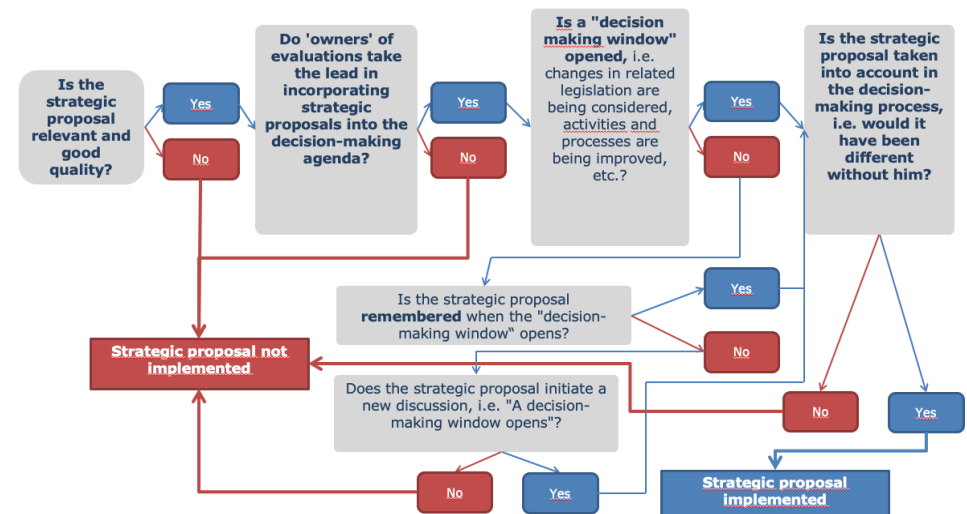 Is the
strategic
proposal
relevant and
good
quality?
Yes
No
Do 'owners' of
evaluations take
the lead in
incorporating
strategic
proposals into the
decision-making
agenda?
Yes
No
Is a "decision
making window"
opened, i.e.
changes in related
legislation are
being considered,
activities and
processes are
being improved,
etc.?
Yes
No
Is the strategic
proposal taken
into account in
the decision-
making process,
i.e. would it
have been
different
without him?
Is the strategic proposal
remembered when the "decision-
making window“ opens?
Yes
No
Strategic proposal not
implemented
Does the strategic proposal initiate a
new discussion, i.e. "A decision-
making window opens"?
No
Yes
No
Yes
Strategic proposal
implemented